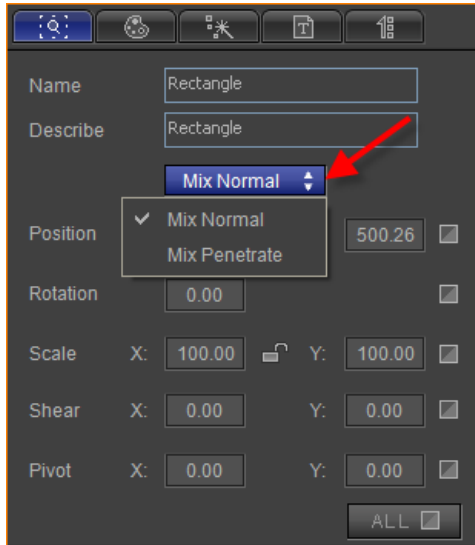 Name Rectangle
Describe Rectangle
Mix Normal
Mix Normal
Mix Penetrate
Position 500.26
Rotation 0.00
Scale X: 100.00 Y: 100.00
Shear X: 0.00 Y: 0.00
Pivot X: 0.00 Y: 0.00
ALL